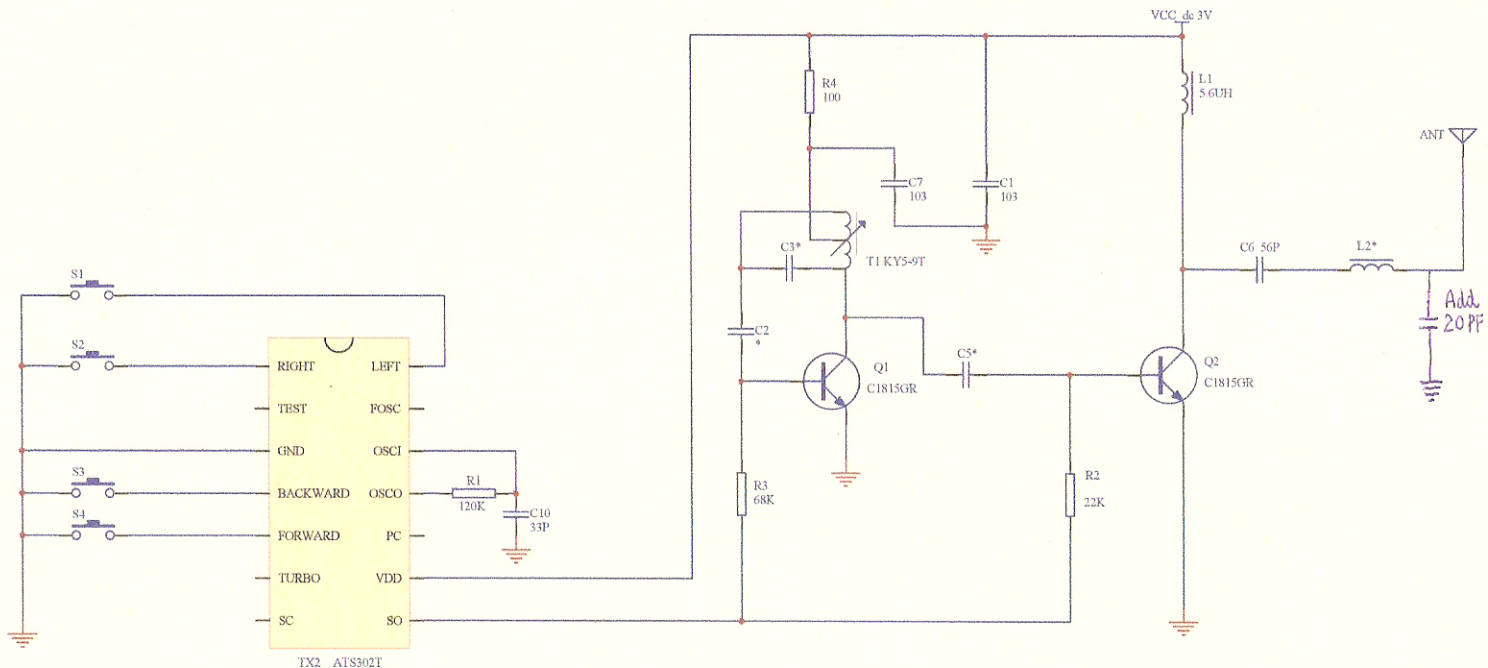 VCC dc 3V
R4
100
L1
5.6UH
ANT
C7
103
C1
103
C3*
T1 KY5-9T
C6 56P
L2*
Add
20 PF
S1
C2
*
S2
Q1
C1815GR
C5*
Q2
C1815GR
RIGHT
LEFT
TEST
FOSC
GND
OSCI
S3
BACKWARD
OSCO
R1
120K
R3
68K
R2
22K
S4
C10
33P
FORWARD
PC
TURBO
VDD
SC
SO
TX2 ATS302T